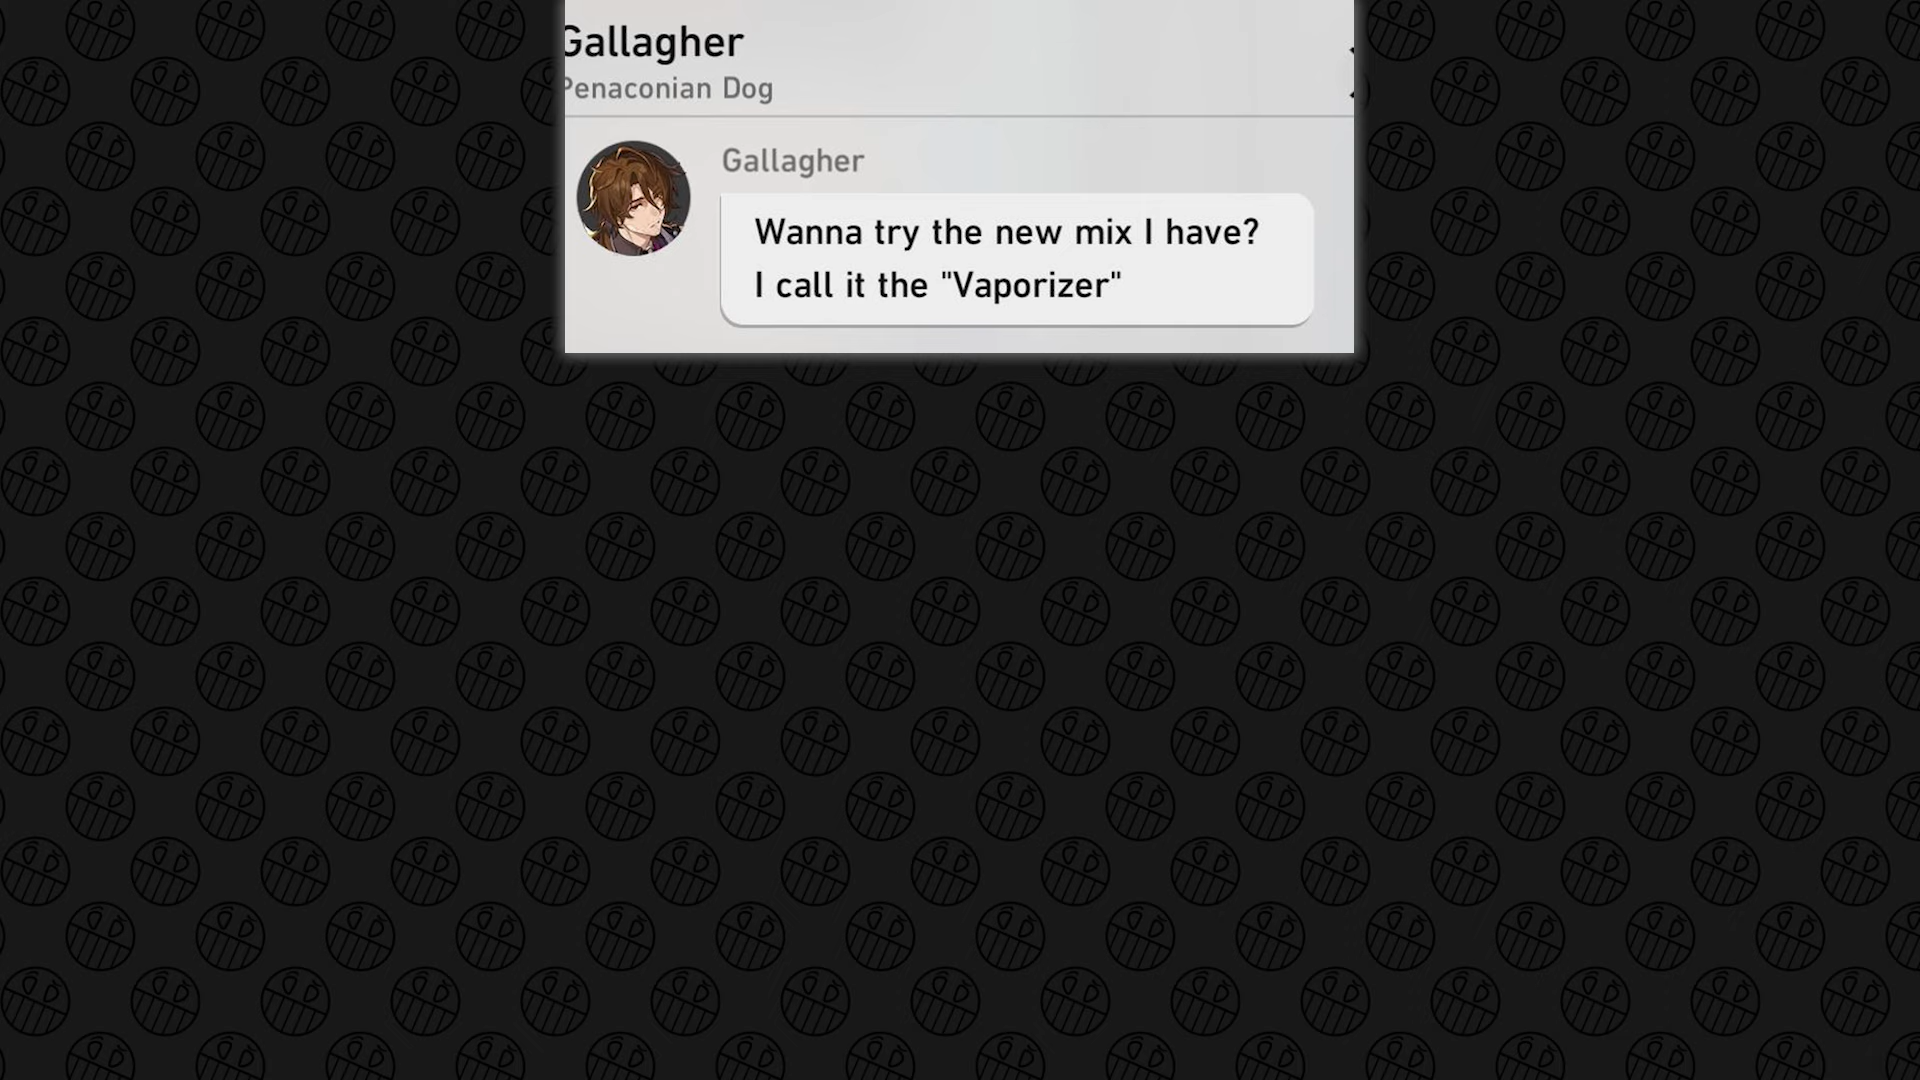 Gallagher
Penaconian Dog
Gallagher
Wanna try the new mix I have?
I call it the "Vaporizer"